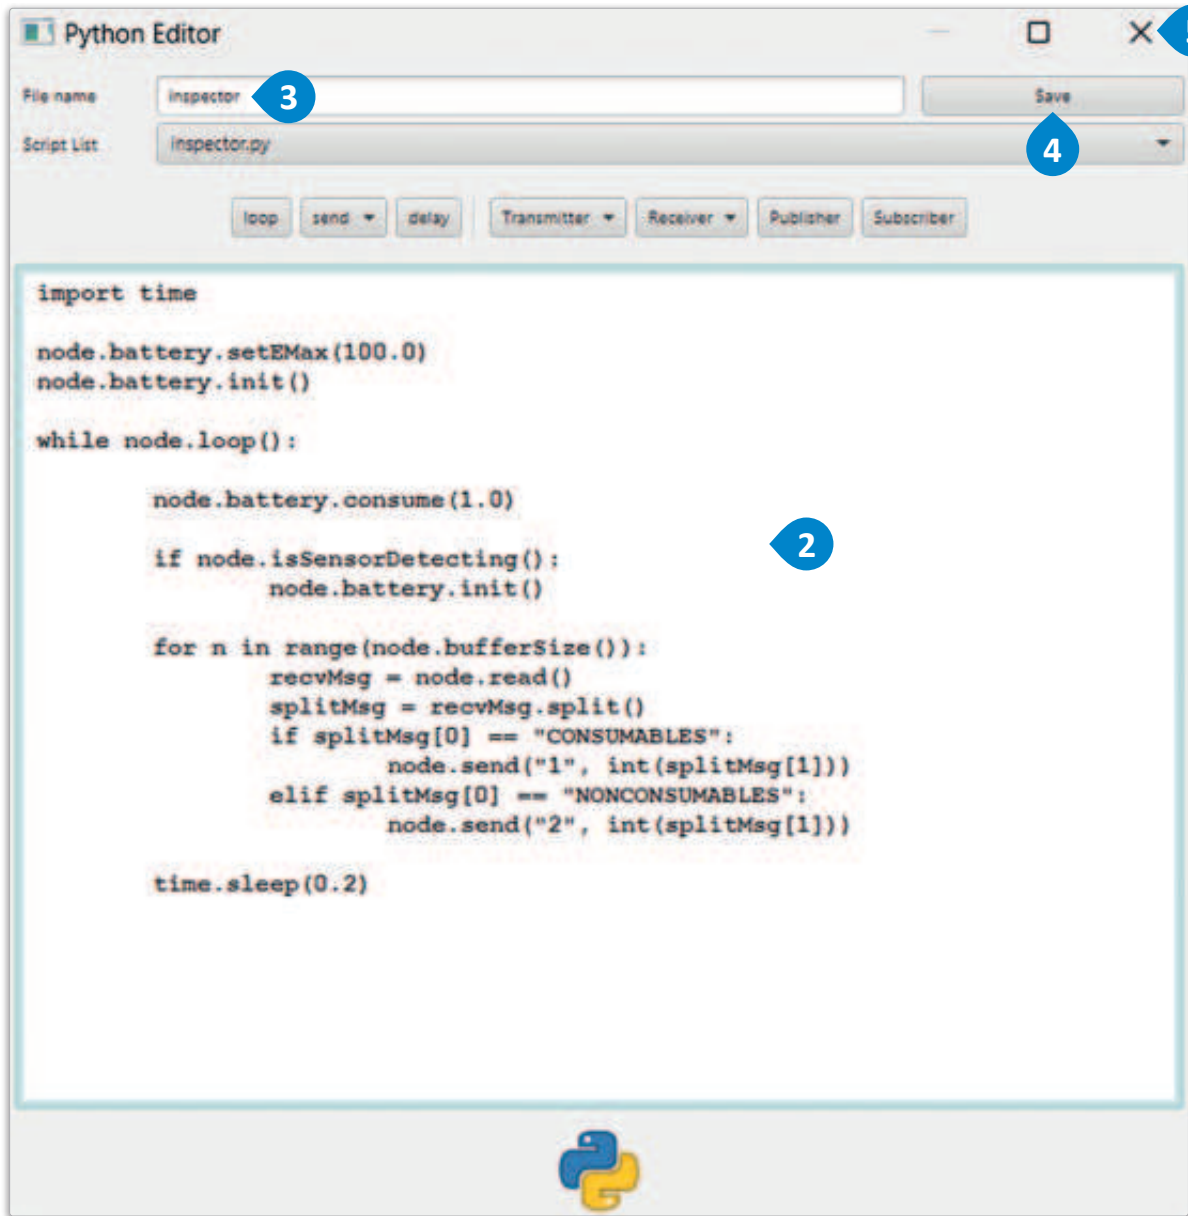 Python Editor
File name inspector 3 Save
Script List inspector.py 4
loop send delay Transmitter Receiver Publisher Subscriber
import time
node.battery.setEMax(100.0)
node.battery.init()
while node.loop():
node.battery.consume(1.0)
if node.isSensorDetecting():
node.battery.init()
2
for n in range(node.bufferSize()):
recvMsg = node.read()
splitMsg = recvMsg.split()
if splitMsg[0] == "CONSUMABLES":
node.send("1", int(splitMsg[1]))
elif splitMsg[0] == "NONCONSUMABLES":
node.send("2", int(splitMsg[1]))
time.sleep(0.2)